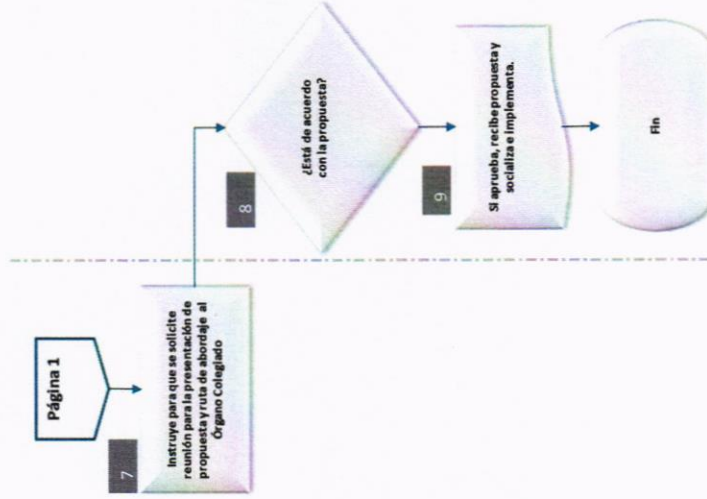 Página 1
7
Instruye para que se solicite
reunión para la presentación de
propuesta y ruta de abordaje al
Órgano Colegiado
8
¿Está de acuerdo
con la propuesta?
9
Si aprueba, recibe propuesta y
socializa e implementa.
Fin